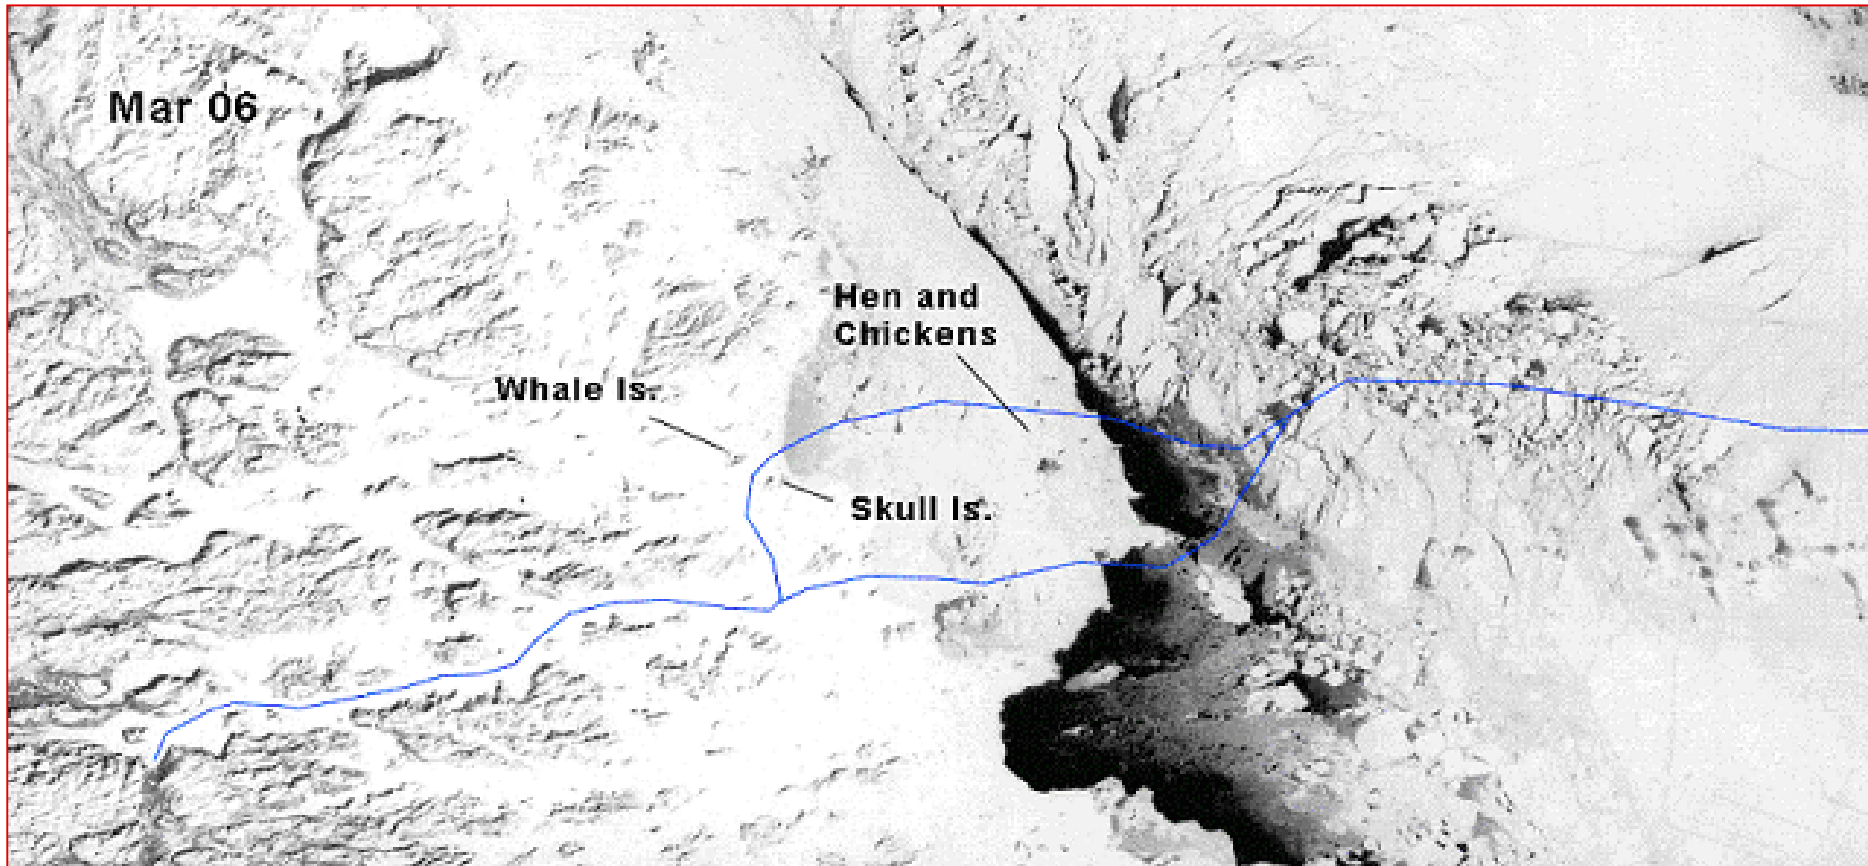 Mar 06
Hen and
Chickens
Whale Is.
Skull Is.